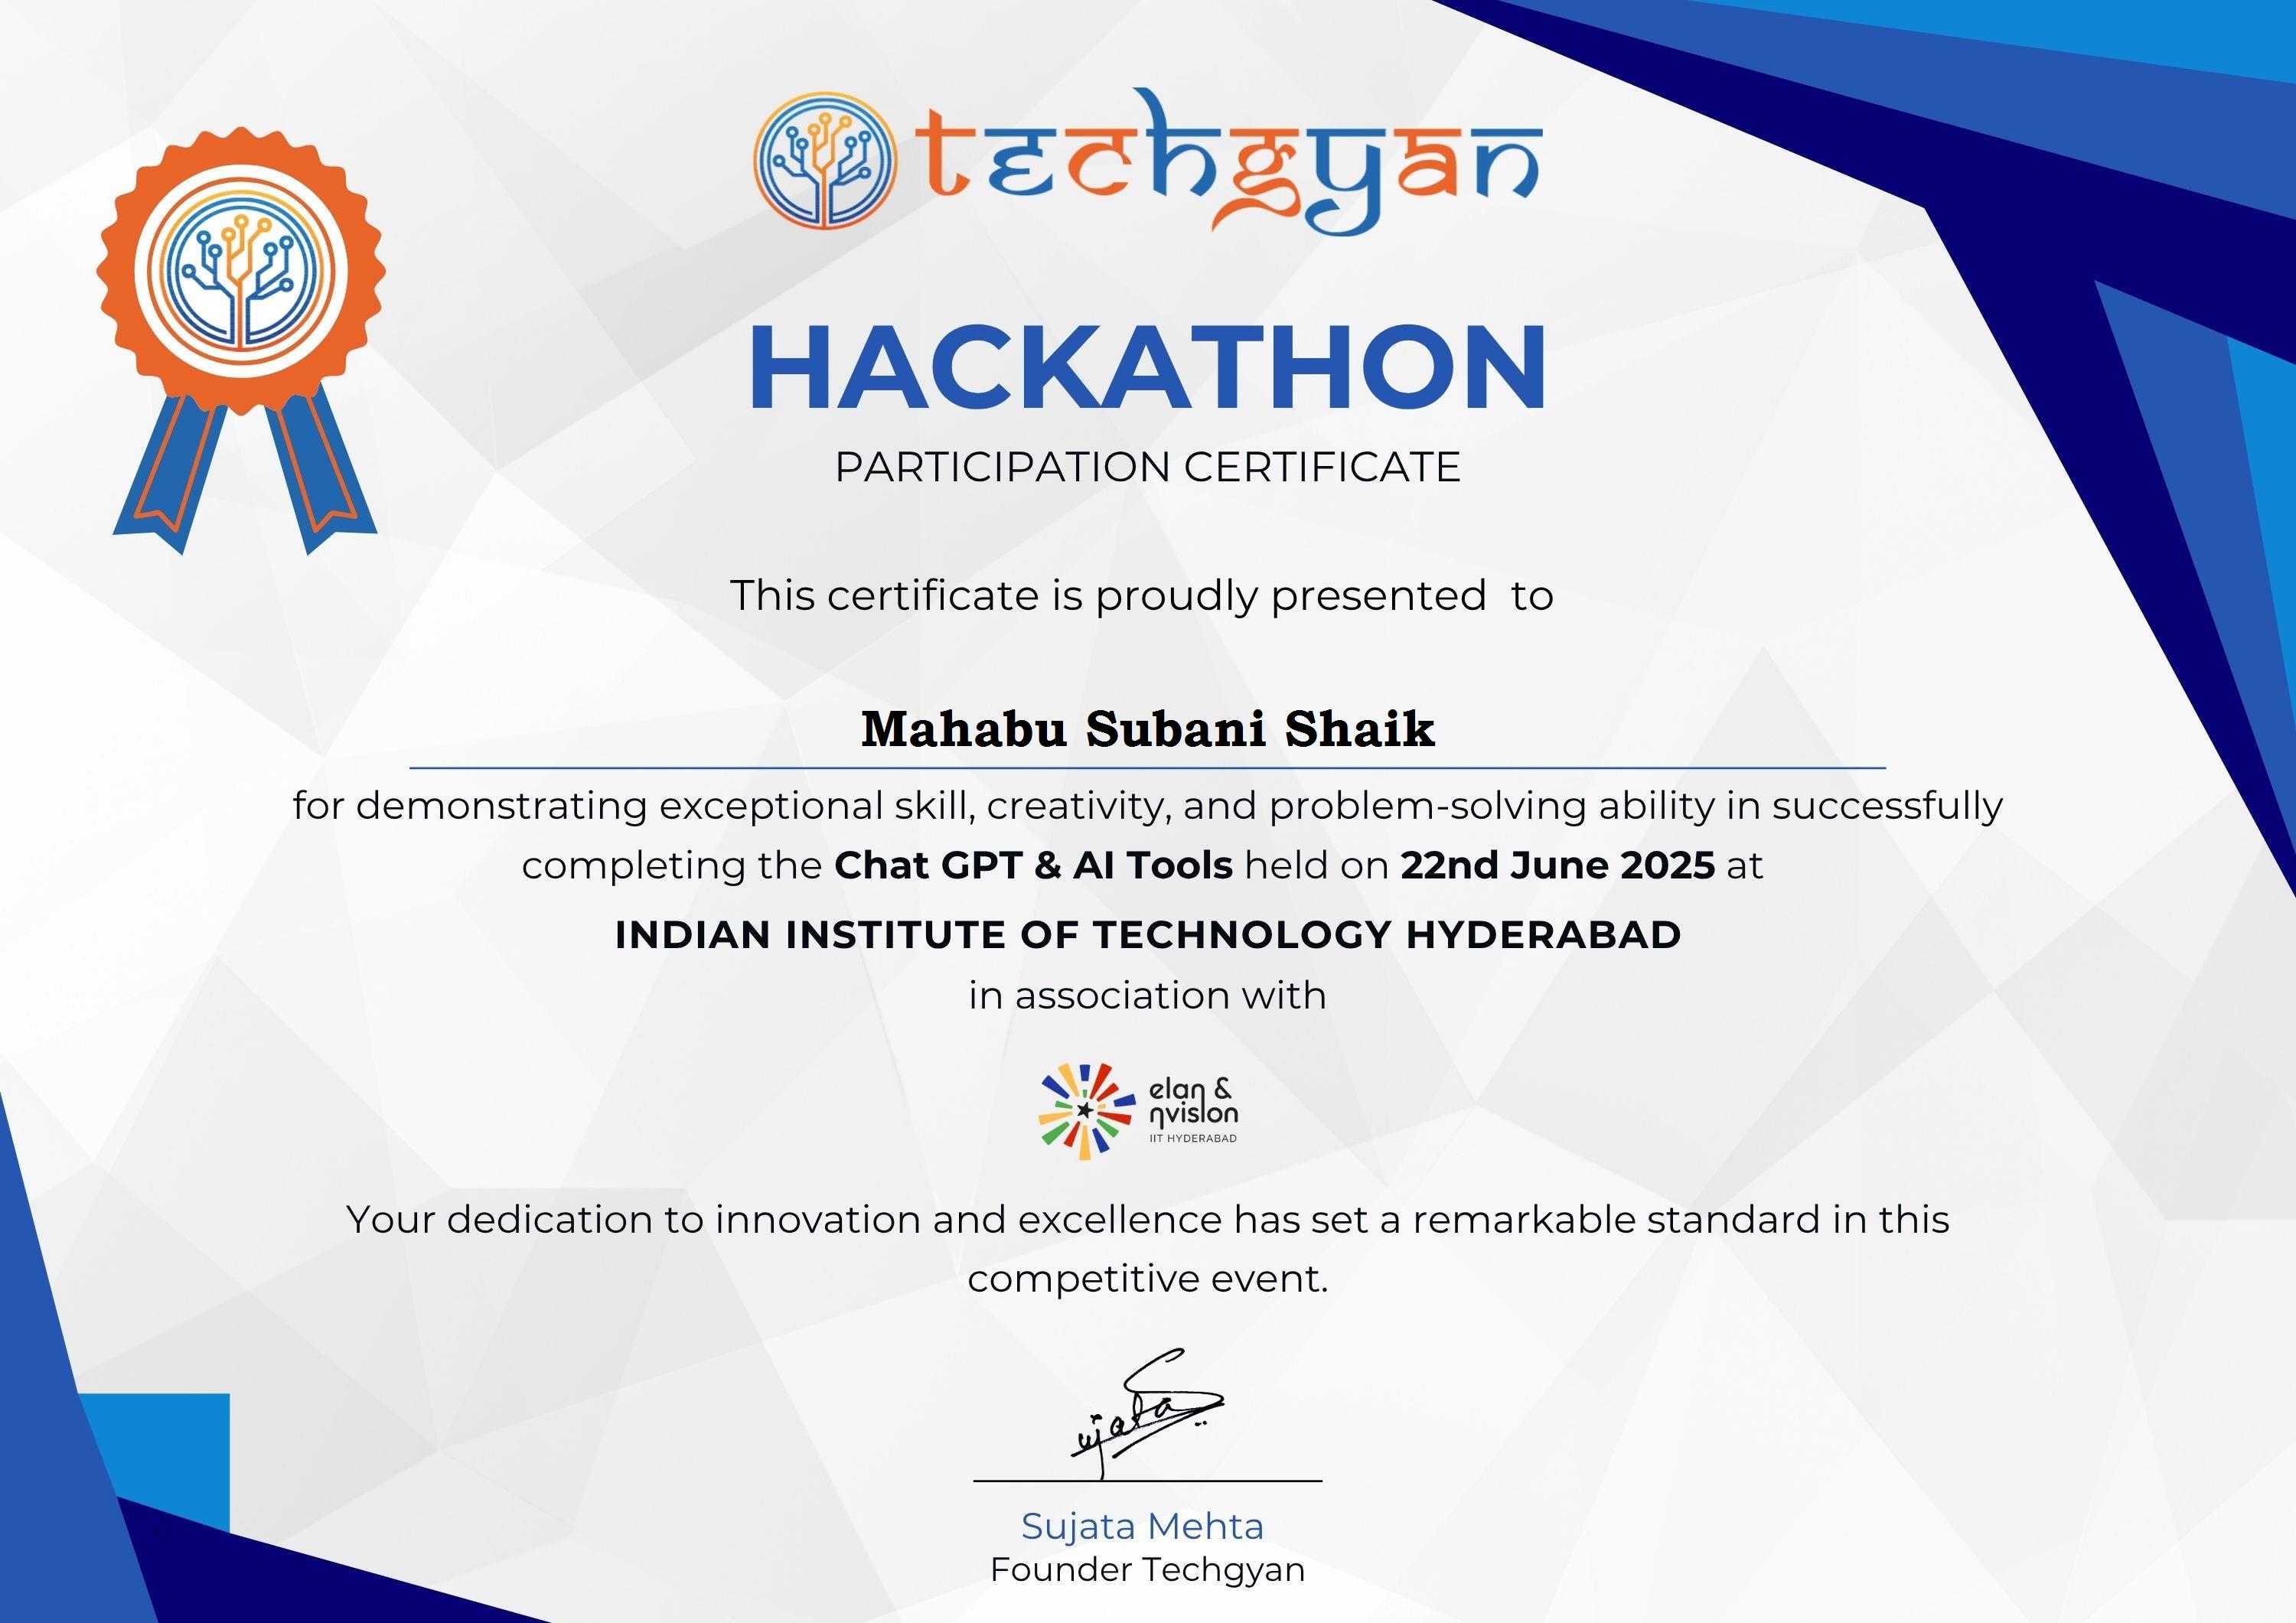 techgyan
HACKATHON
PARTICIPATION CERTIFICATE
This certificate is proudly presented to
Mahabu Subani Shaik
for demonstrating exceptional skill, creativity, and problem-solving ability in successfully
completing the Chat GPT & AI Tools held on 22nd June 2025 at
INDIAN INSTITUTE OF TECHNOLOGY HYDERABAD
in association with
elan &
ηvision
IIT HYDERABAD
Your dedication to innovation and excellence has set a remarkable standard in this
competitive event.
Sujata
Sujata Mehta
Founder Techgyan